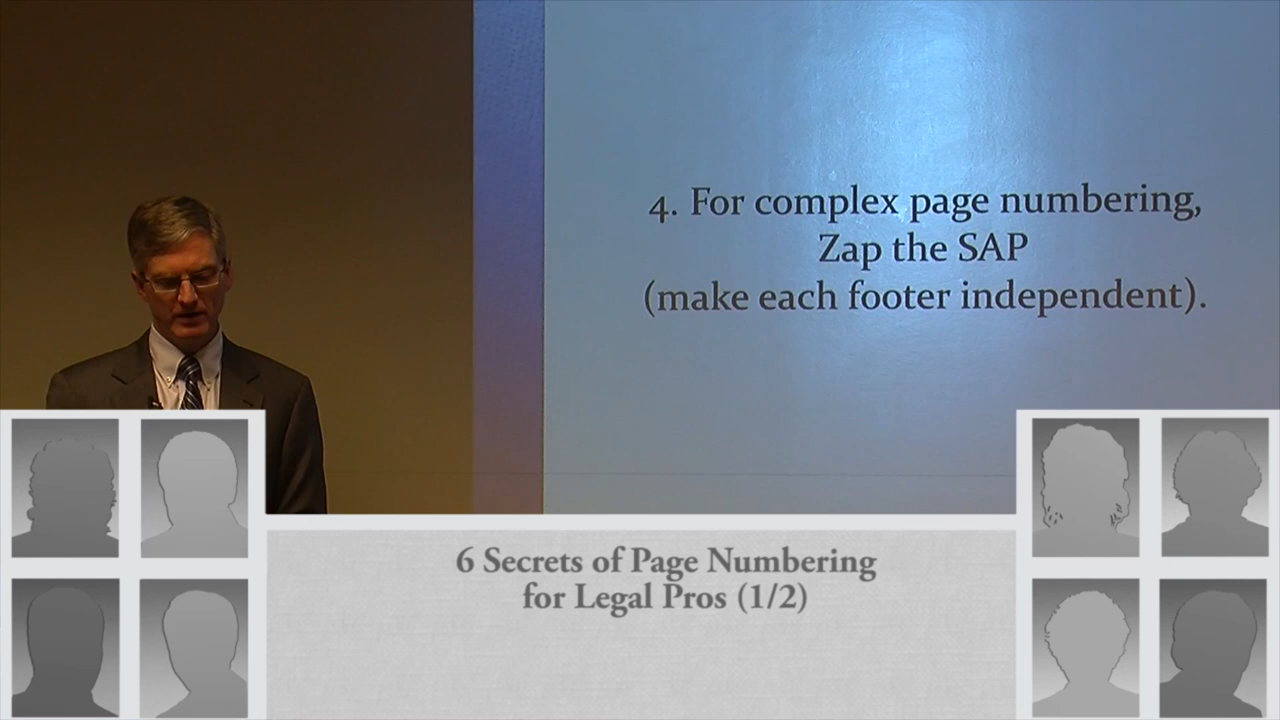 4. For complex page numbering,
Zap the SAP
(make each footer independent).
6 Secrets of Page Numbering
for Legal Pros (1/2)